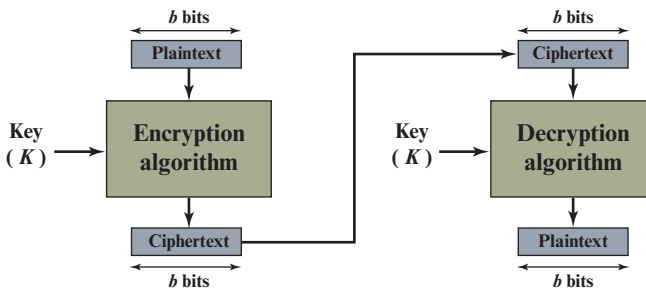 b bits
Plaintext
Key
( K )
Encryption
algorithm
Ciphertext
b bits
b bits
Ciphertext
Key
( K )
Decryption
algorithm
Plaintext
b bits